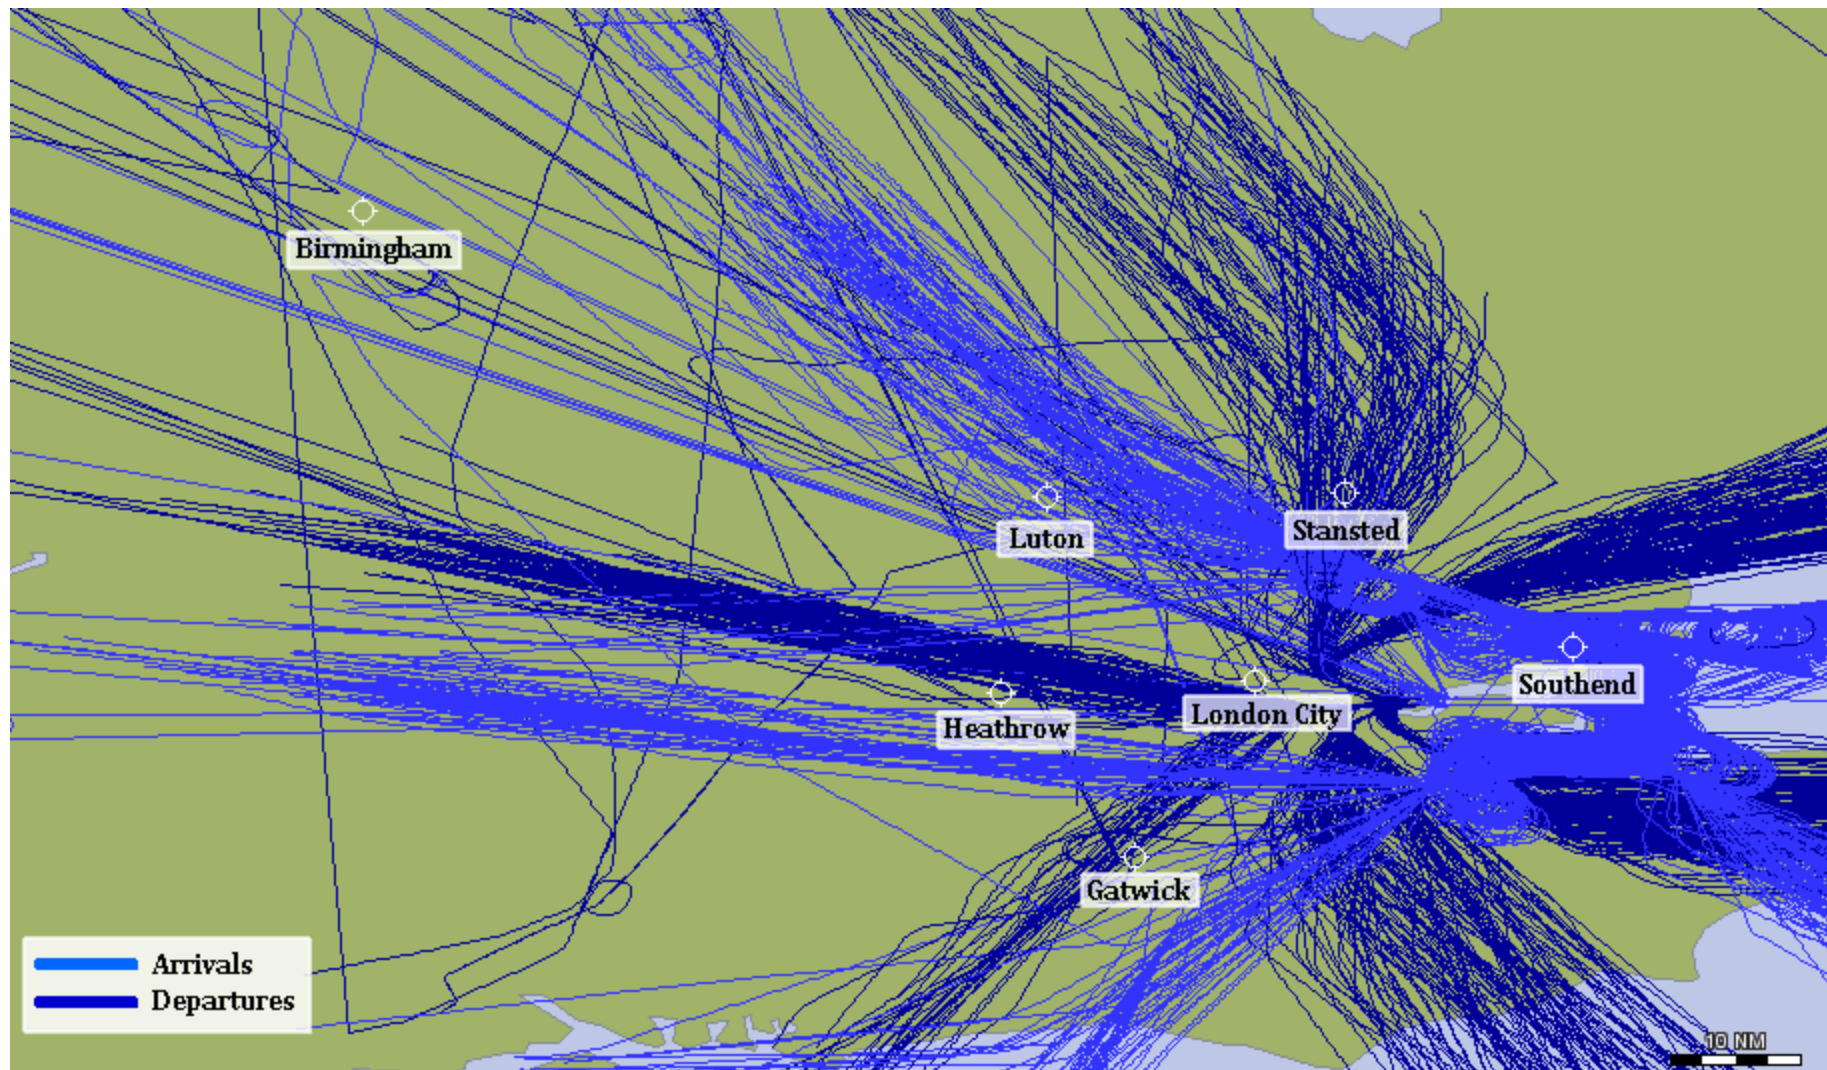 Birmingham
Luton
Stansted
Southend
London City
Heathrow
Gatwick
Arrivals
Departures
10 NM